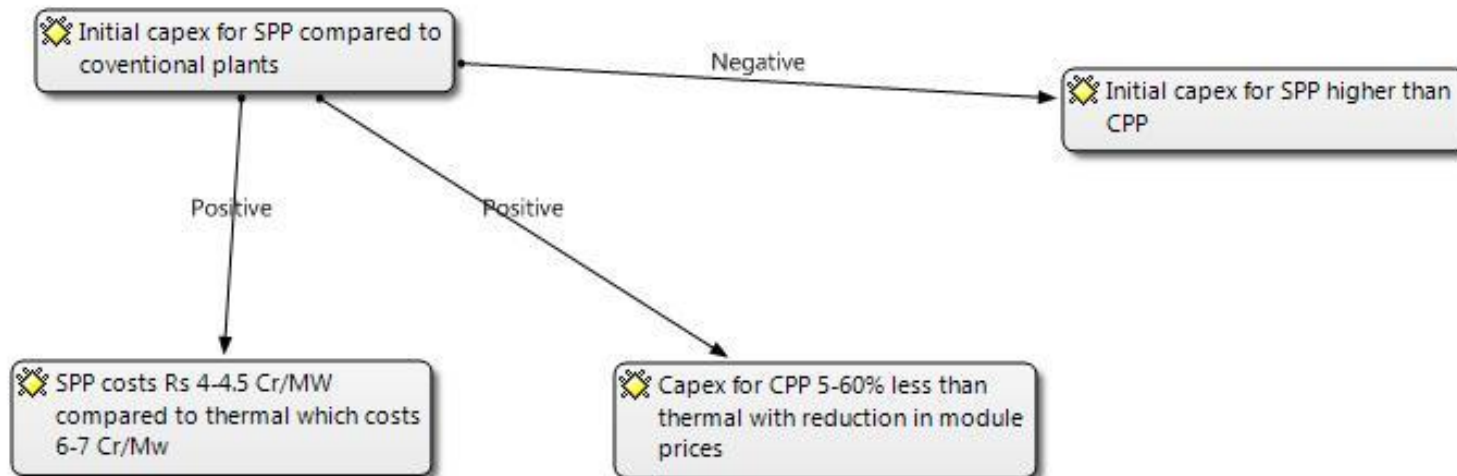 Initial capex for SPP compared to
coventional plants
Negative
Initial capex for SPP higher than
CPP
Positive
Positive
SPP costs Rs 4-4.5 Cr/MW
compared to thermal which costs
6-7 Cr/Mw
Capex for CPP 5-60% less than
thermal with reduction in module
prices